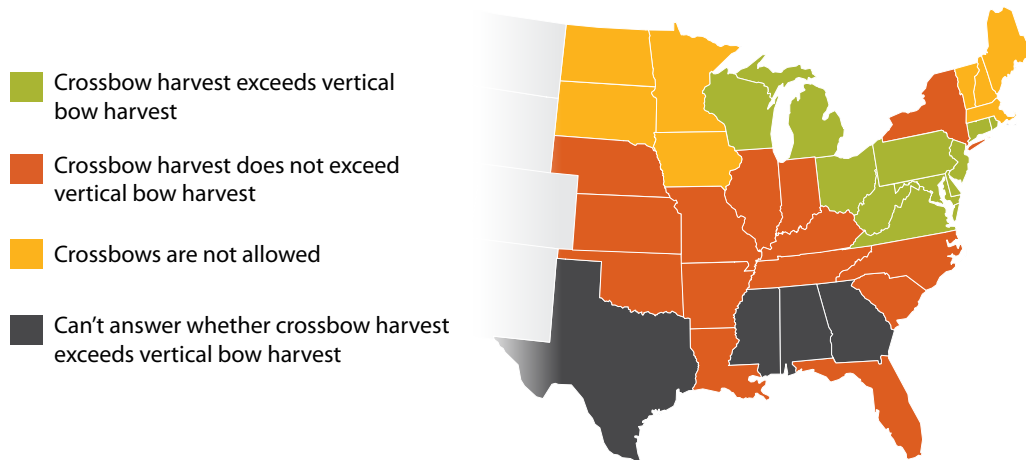 Crossbow harvest exceeds vertical
bow harvest
Crossbow harvest does not exceed
vertical bow harvest
Crossbows are not allowed
Can't answer whether crossbow harvest
exceeds vertical bow harvest